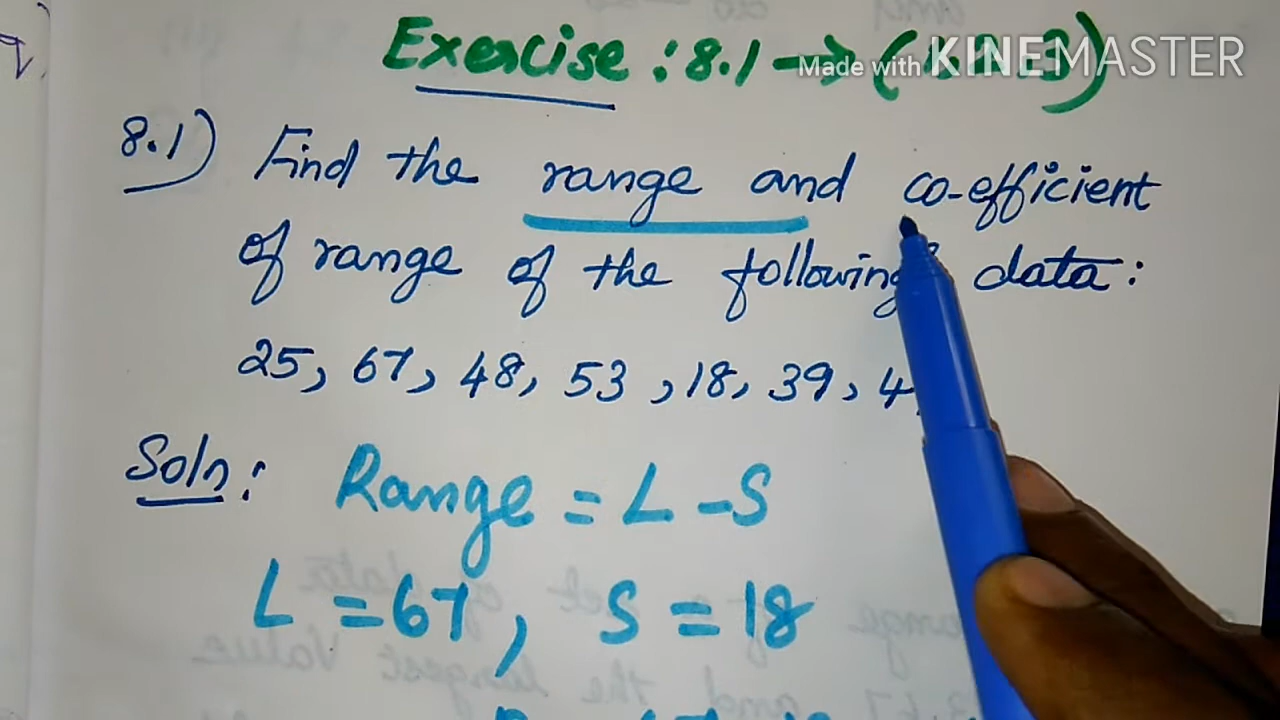 Exercise : 8.1 → (
Made with KINEMASTER
8.1) Find the range and co-efficient
of range of the following data :
25, 67, 48, 53, 18, 39, 4
Soln : Range = L - S
L = 67, S = 18